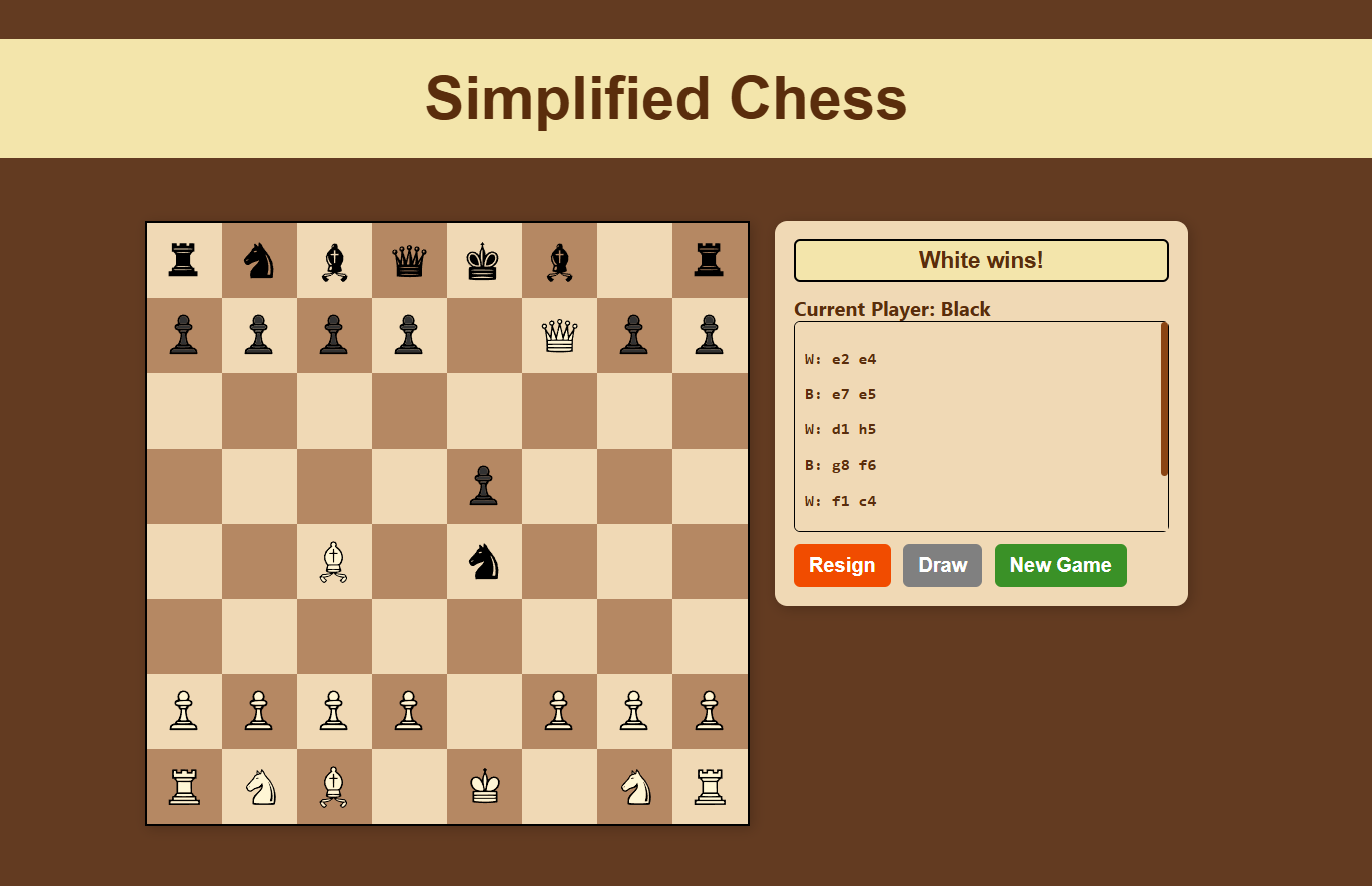 Simplified Chess
White wins!
Current Player: Black
W: e2 e4
B: e7 e5
W: d1 h5
B: g8 f6
W: f1 c4
Resign
Draw
New Game